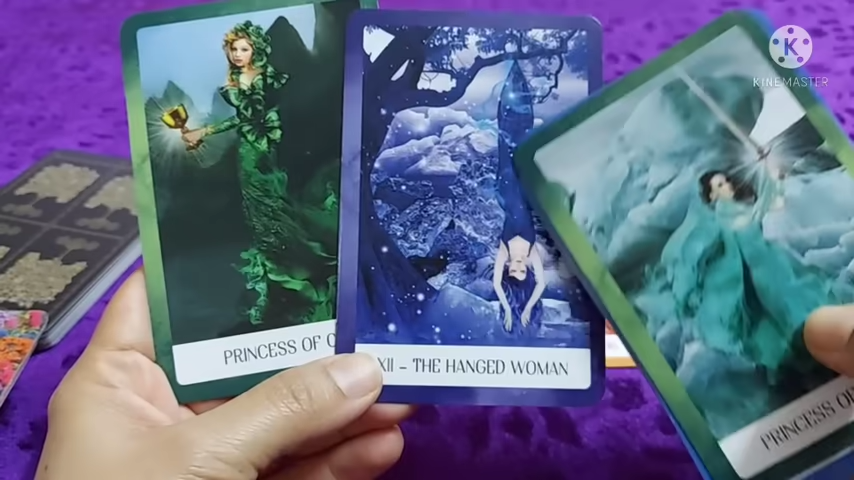 KINEMASTER
PRINCESS OF
XII – THE HANGED WOMAN
PRINCESS OF